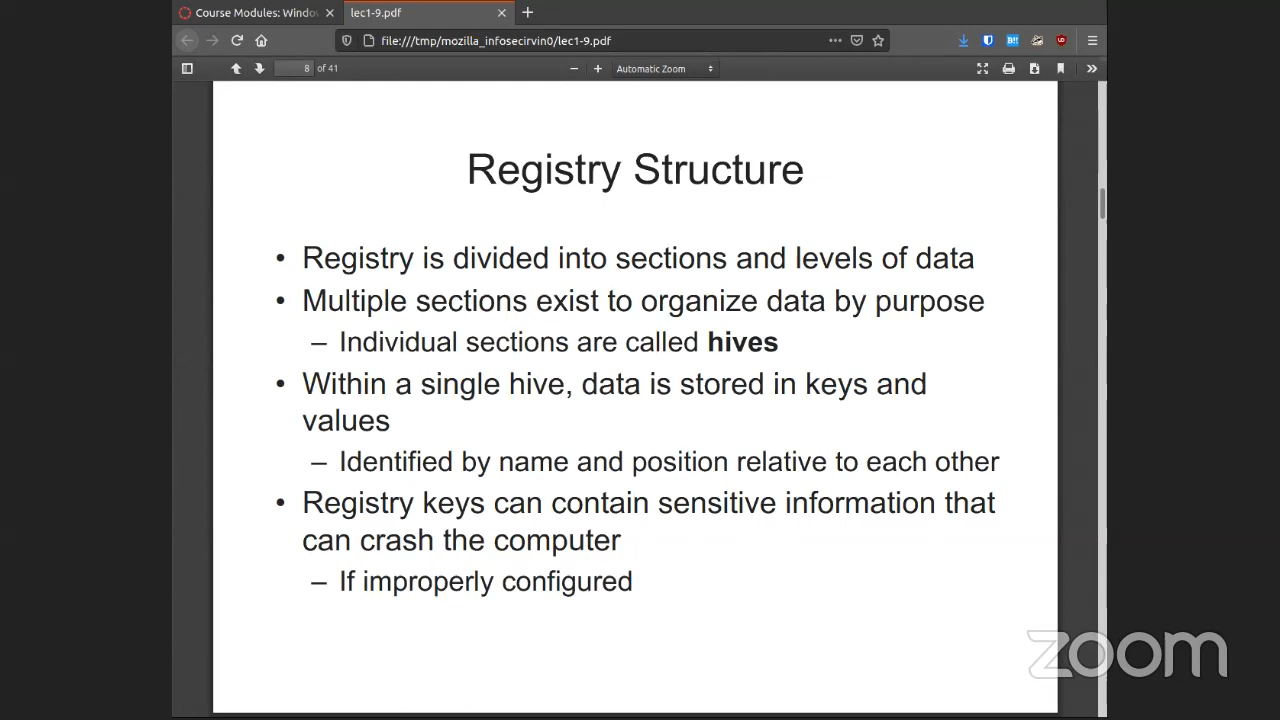 Course Modules: Windo
lec1-9.pdf
file:///tmp/mozilla_infosecirvin0/lec1-9.pdf
8 of 41
Automatic Zoom
Registry Structure
• Registry is divided into sections and levels of data
• Multiple sections exist to organize data by purpose
– Individual sections are called hives
• Within a single hive, data is stored in keys and
values
– Identified by name and position relative to each other
• Registry keys can contain sensitive information that
can crash the computer
– If improperly configured
zoom